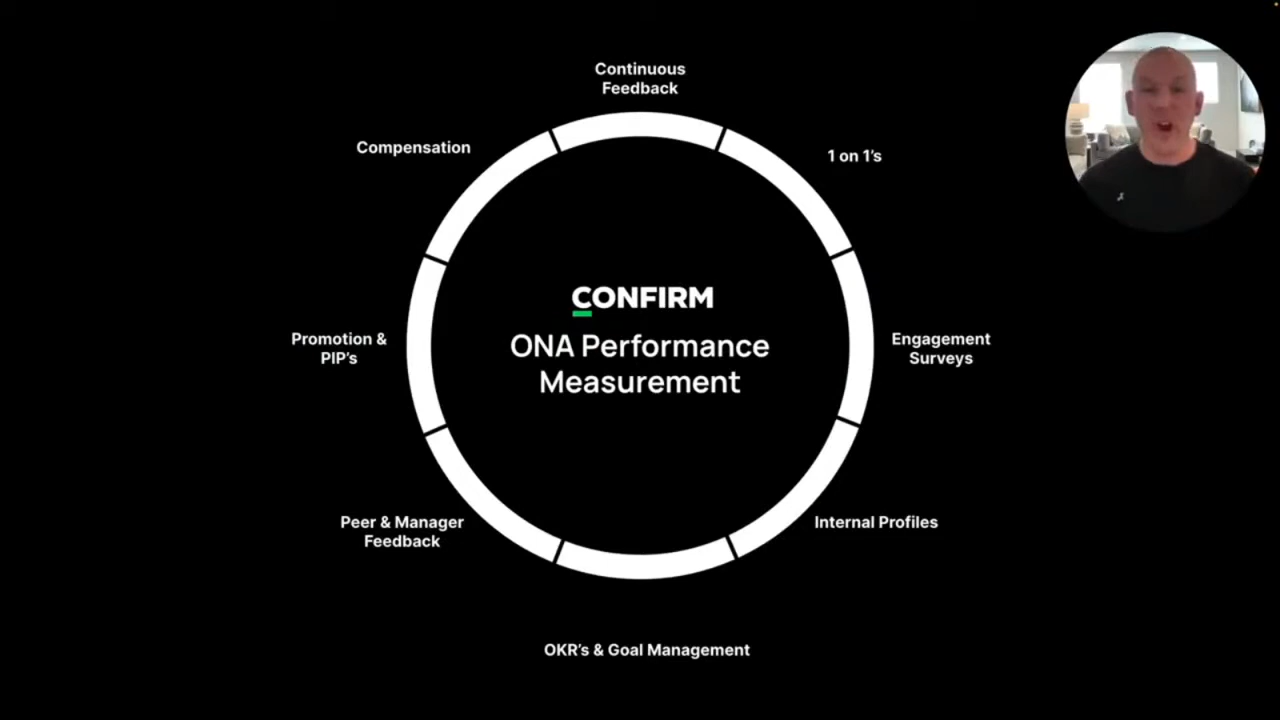 Continuous
Feedback
Compensation
1 on 1's
CONFIRM
ONA Performance
Measurement
Promotion &
PIP's
Engagement
Surveys
Peer & Manager
Feedback
Internal Profiles
OKR's & Goal Management